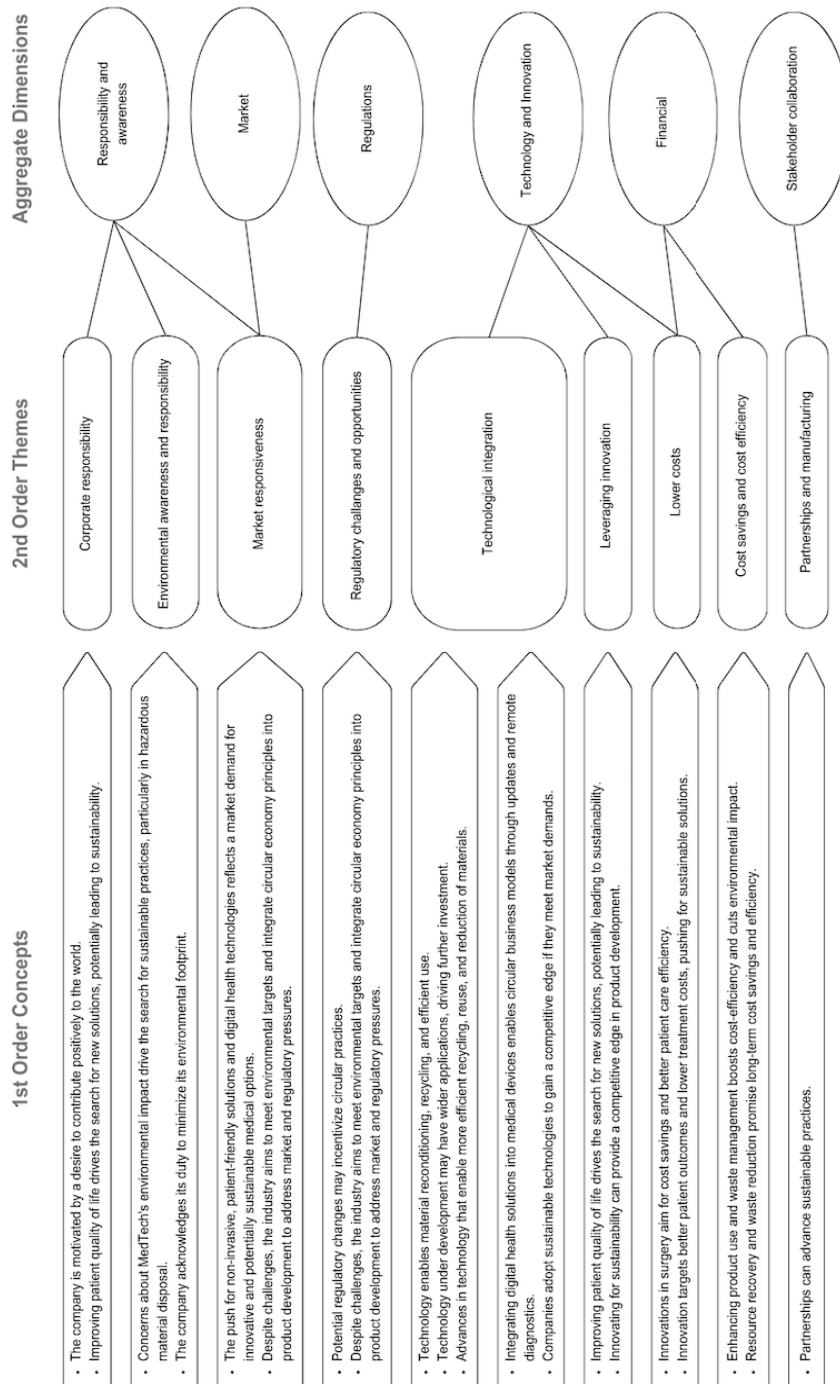 1st Order Concepts
2nd Order Themes
Aggregate Dimensions
• The company is motivated by a desire to contribute positively to the world.
• Improving patient quality of life drives the search for new solutions, potentially leading to sustainability.
Corporate responsibility
Responsibility and
awareness
• Concerns about MedTech's environmental impact drive the search for sustainable practices, particularly in hazardous
material disposal.
• The company acknowledges its duty to minimize its environmental footprint.
Environmental awareness and responsibility
• The push for non-invasive, patient-friendly solutions and digital health technologies reflects a market demand for
innovative and potentially sustainable medical options.
• Despite challenges, the industry aims to meet environmental targets and integrate circular economy principles into
product development to address market and regulatory pressures.
Market responsiveness
Market
• Potential regulatory changes may incentivize circular practices.
• Despite challenges, the industry aims to meet environmental targets and integrate circular economy principles into
product development to address market and regulatory pressures.
Regulatory challanges and opportunities
Regulations
• Technology enables material reconditioning, recycling, and efficient use.
• Technology under development may have wider applications, driving further investment.
• Advances in technology that enable more efficient recycling, reuse, and reduction of materials.
• Integrating digital health solutions into medical devices enables circular business models through updates and remote
diagnostics.
• Companies adopt sustainable technologies to gain a competitive edge if they meet market demands.
Technological integration
Technology and Innovation
• Improving patient quality of life drives the search for new solutions, potentially leading to sustainability.
• Innovating for sustainability can provide a competitive edge in product development.
Leveraging innovation
• Innovations in surgery aim for cost savings and better patient care efficiency.
• Innovation targets better patient outcomes and lower treatment costs, pushing for sustainable solutions.
Lower costs
Financial
• Enhancing product use and waste management boosts cost-efficiency and cuts environmental impact.
• Resource recovery and waste reduction promise long-term cost savings and efficiency.
Cost savings and cost efficiency
• Partnerships can advance sustainable practices.
Partnerships and manufacturing
Stakeholder collaboration